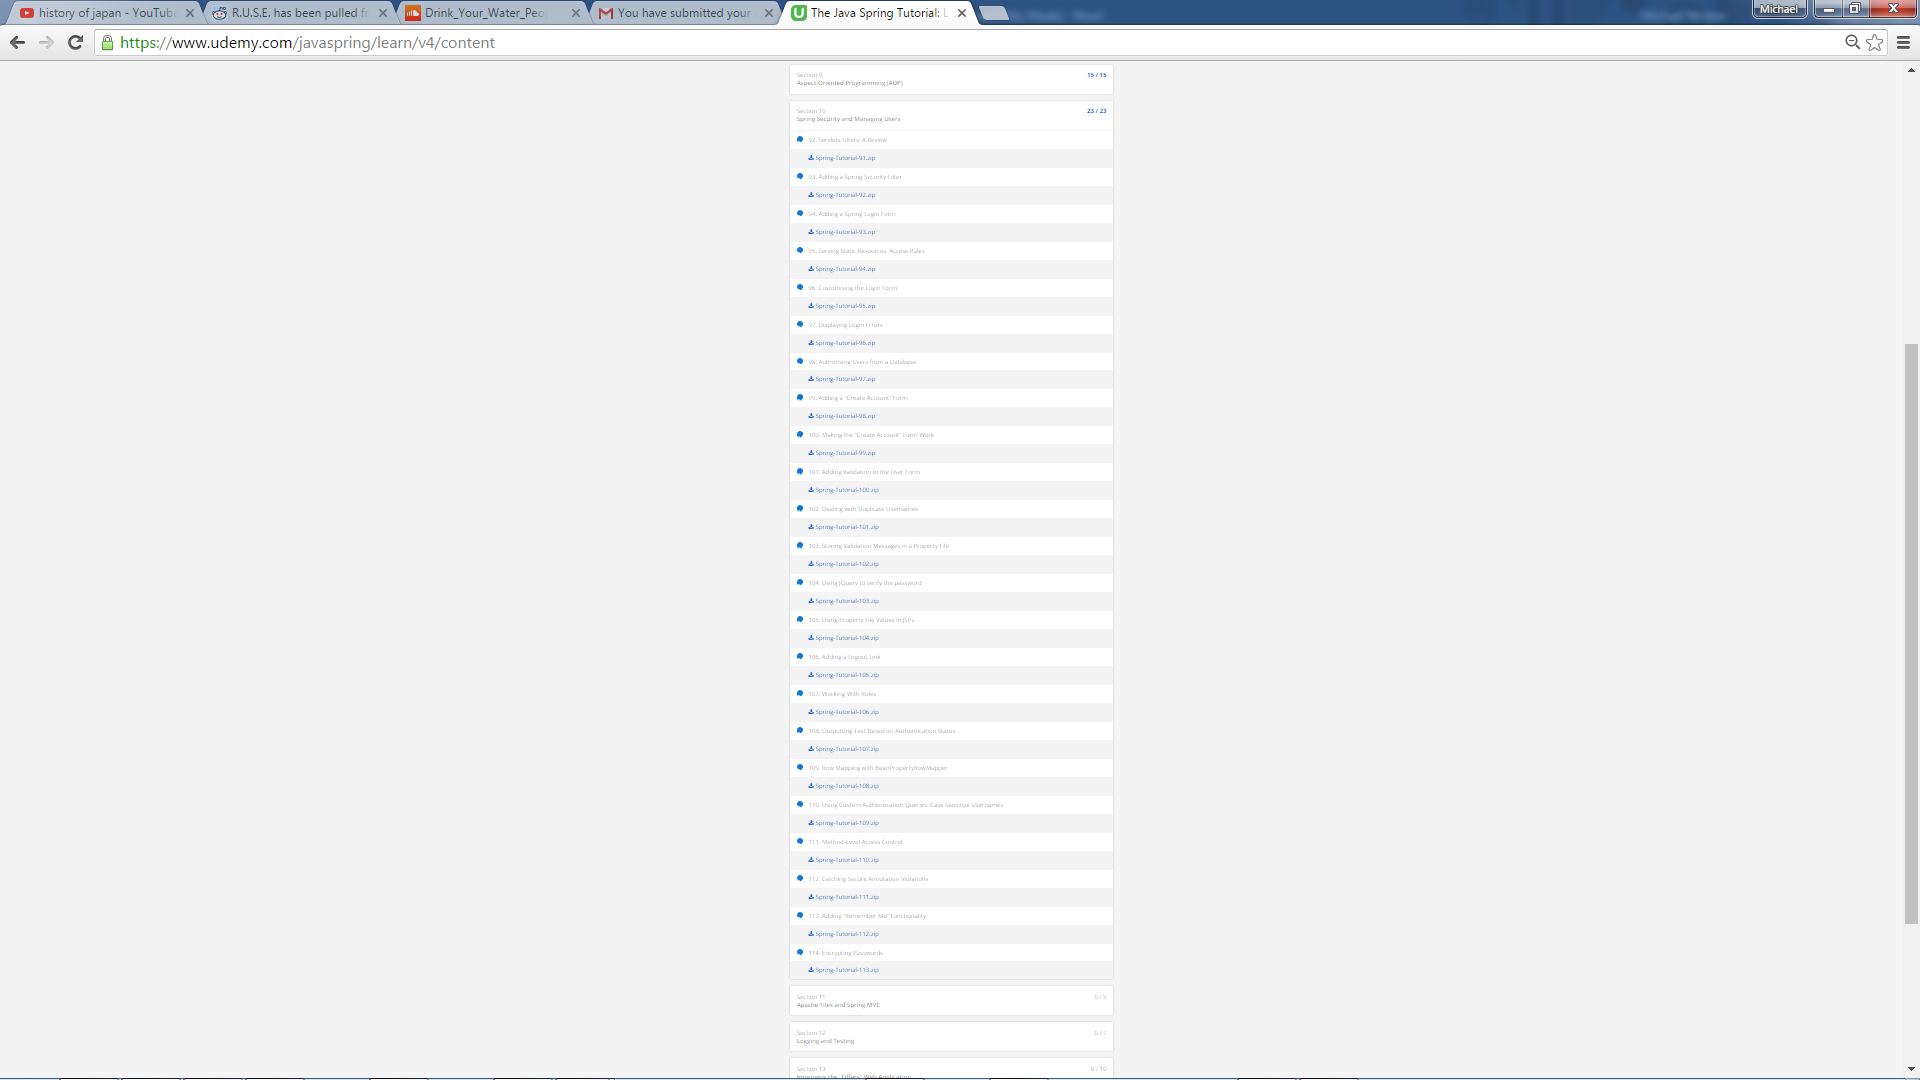 history of japan - YouTube
R.U.S.E. has been pulled fr
Drink_Your_Water_Peop
You have submitted your
The Java Spring Tutorial: L
Michael
https://www.udemy.com/javaspring/learn/v4/content
Section 9
15 / 15
Aspect-Oriented Programming (AOP)
Section 10
23 / 23
Spring Security and Managing Users
92. Servlets Filters: A Review
Spring-Tutorial-91.zip
93. Adding a Spring Security Filter
Spring-Tutorial-92.zip
94. Adding a Spring Login Form
Spring-Tutorial-93.zip
95. Serving Static Resources: Access Rules
Spring-Tutorial-94.zip
96. Customising the Login Form
Spring-Tutorial-95.zip
97. Displaying Login Errors
Spring-Tutorial-96.zip
98. Authorising Users from a Database
Spring-Tutorial-97.zip
99. Adding a "Create Account" Form
Spring-Tutorial-98.zip
100. Making the "Create Account" Form Work
Spring-Tutorial-99.zip
101. Adding Validation to the User Form
Spring-Tutorial-100.zip
102. Dealing with Duplicate Usernames
Spring-Tutorial-101.zip
103. Storing Validation Messages in a Property File
Spring-Tutorial-102.zip
104. Using JQuery to verify the password
Spring-Tutorial-103.zip
105. Using Property File Values in JSPs
Spring-Tutorial-104.zip
106. Adding a Logout Link
Spring-Tutorial-105.zip
107. Working With Roles
Spring-Tutorial-106.zip
108. Outputting Text Based on Authentication Status
Spring-Tutorial-107.zip
109. Row Mapping with BeanPropertyRowMapper
Spring-Tutorial-108.zip
110. Using Custom Authentication Queries: Case Sensitive Usernames
Spring-Tutorial-109.zip
111. Method-Level Access Control
Spring-Tutorial-110.zip
112. Catching Secure Annotation Violations
Spring-Tutorial-111.zip
113. Adding "Remember Me" Functionality
Spring-Tutorial-112.zip
114. Encrypting Passwords
Spring-Tutorial-113.zip
Section 11
0 / 5
Apache Tiles and Spring MVC
Section 12
0 / 7
Logging and Testing
Section 13
0 / 10
Improving the "Offers" Web Application